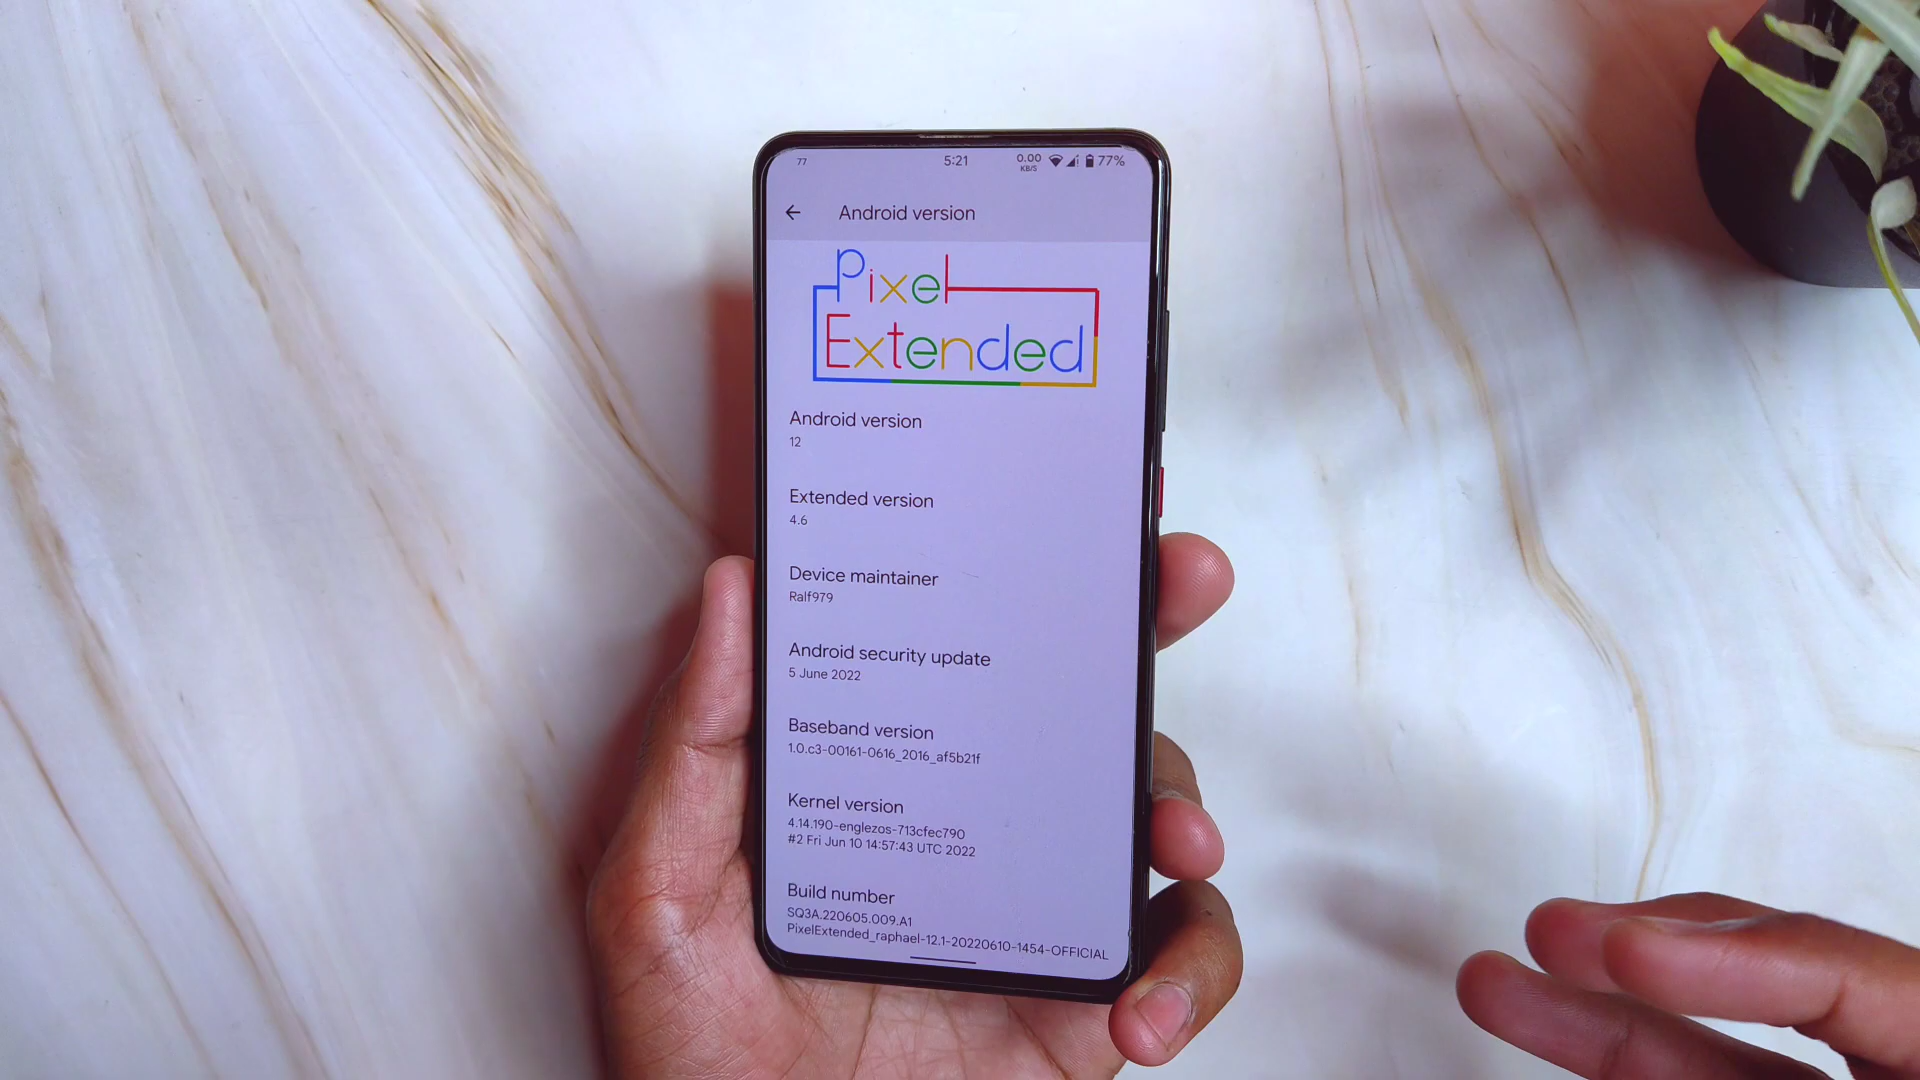 77
5:21
0.00
KB/S
77%
Android version
Pixel
Extended
Android version
12
Extended version
4.6
Device maintainer
Ralf979
Android security update
5 June 2022
Baseband version
1.0.c3-00161-0616_2016_af5b21f
Kernel version
4.14.190-englezos-713cfec790
#2 Fri Jun 10 14:57:43 UTC 2022
Build number
SQ3A.220605.009.A1
PixelExtended_raphael-12.1-20220610-1454-OFFICIAL